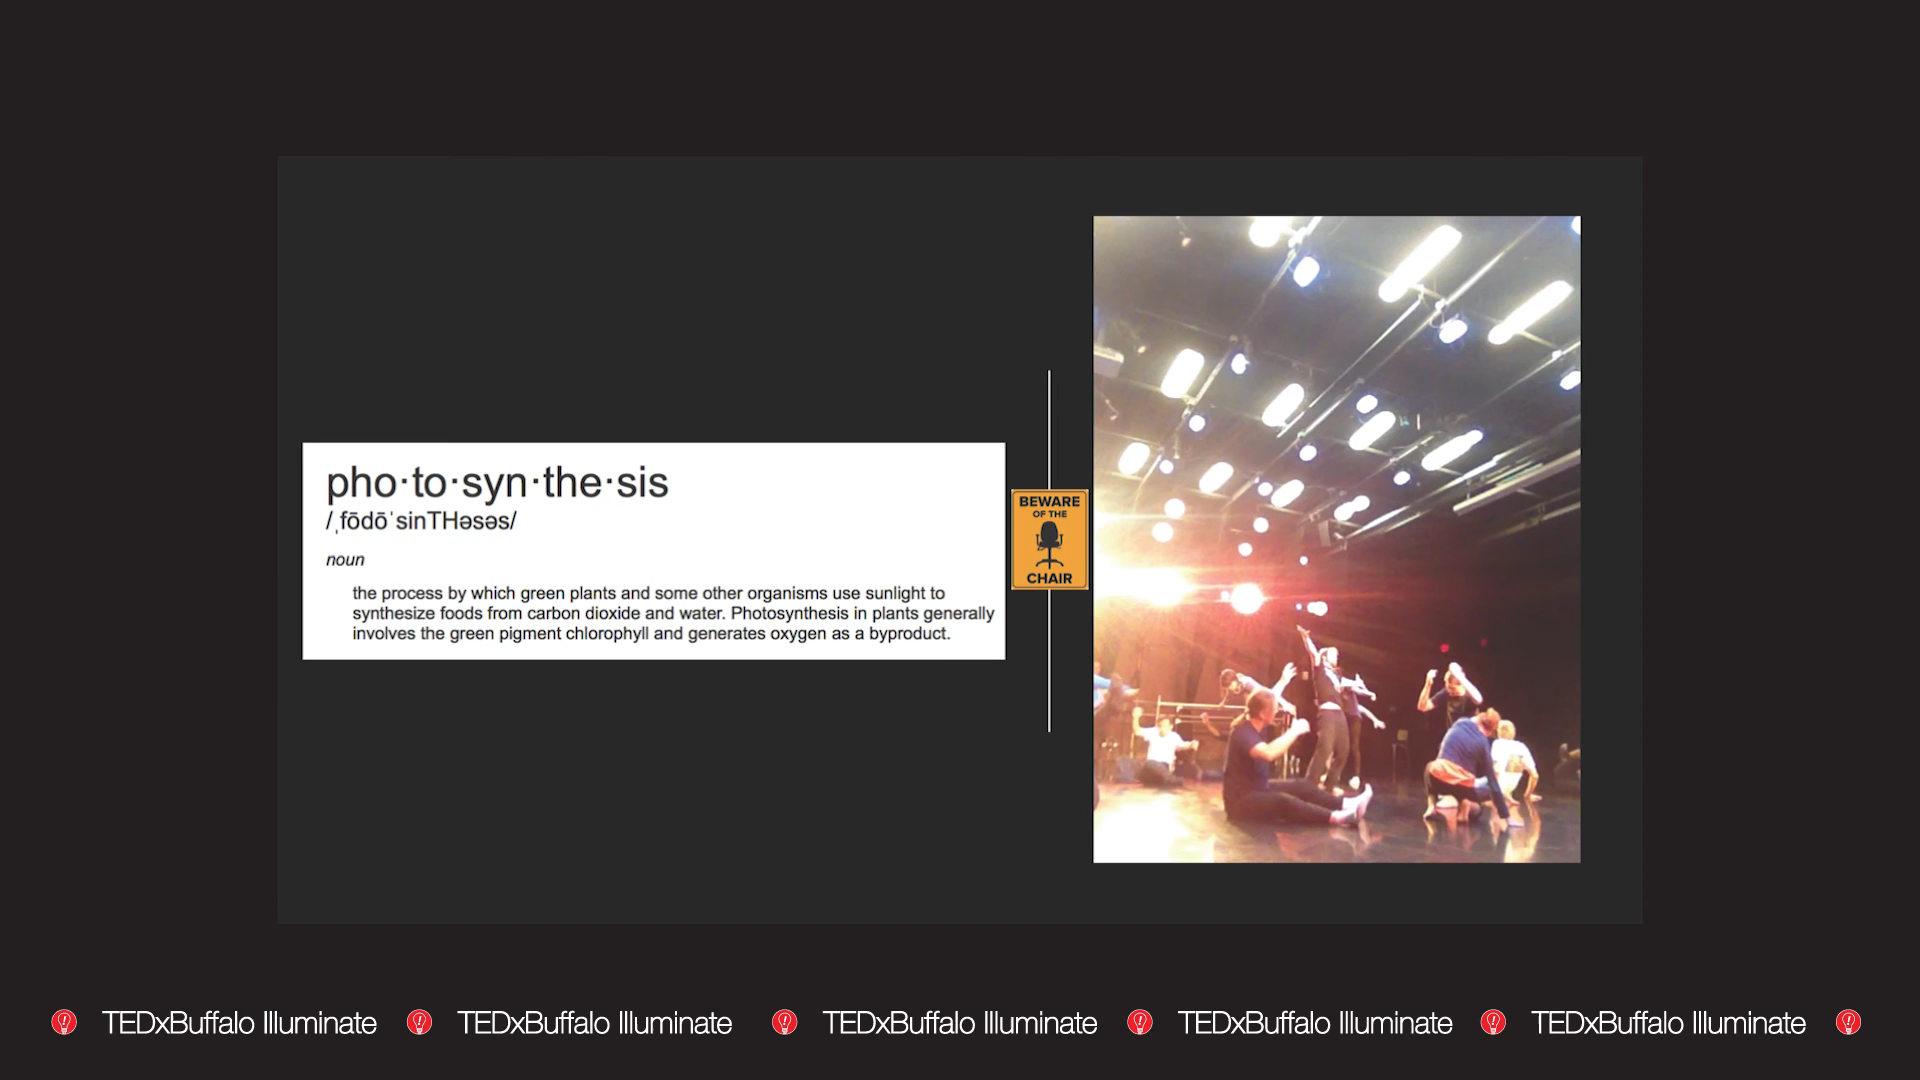 pho·to·syn·the·sis
/ˌfōdōˈsinTHəsəs/
noun
the process by which green plants and some other organisms use sunlight to
synthesize foods from carbon dioxide and water. Photosynthesis in plants generally
involves the green pigment chlorophyll and generates oxygen as a byproduct.
BEWARE
OF THE
CHAIR
TEDxBuffalo Illuminate TEDxBuffalo Illuminate TEDxBuffalo Illuminate TEDxBuffalo Illuminate TEDxBuffalo Illuminate